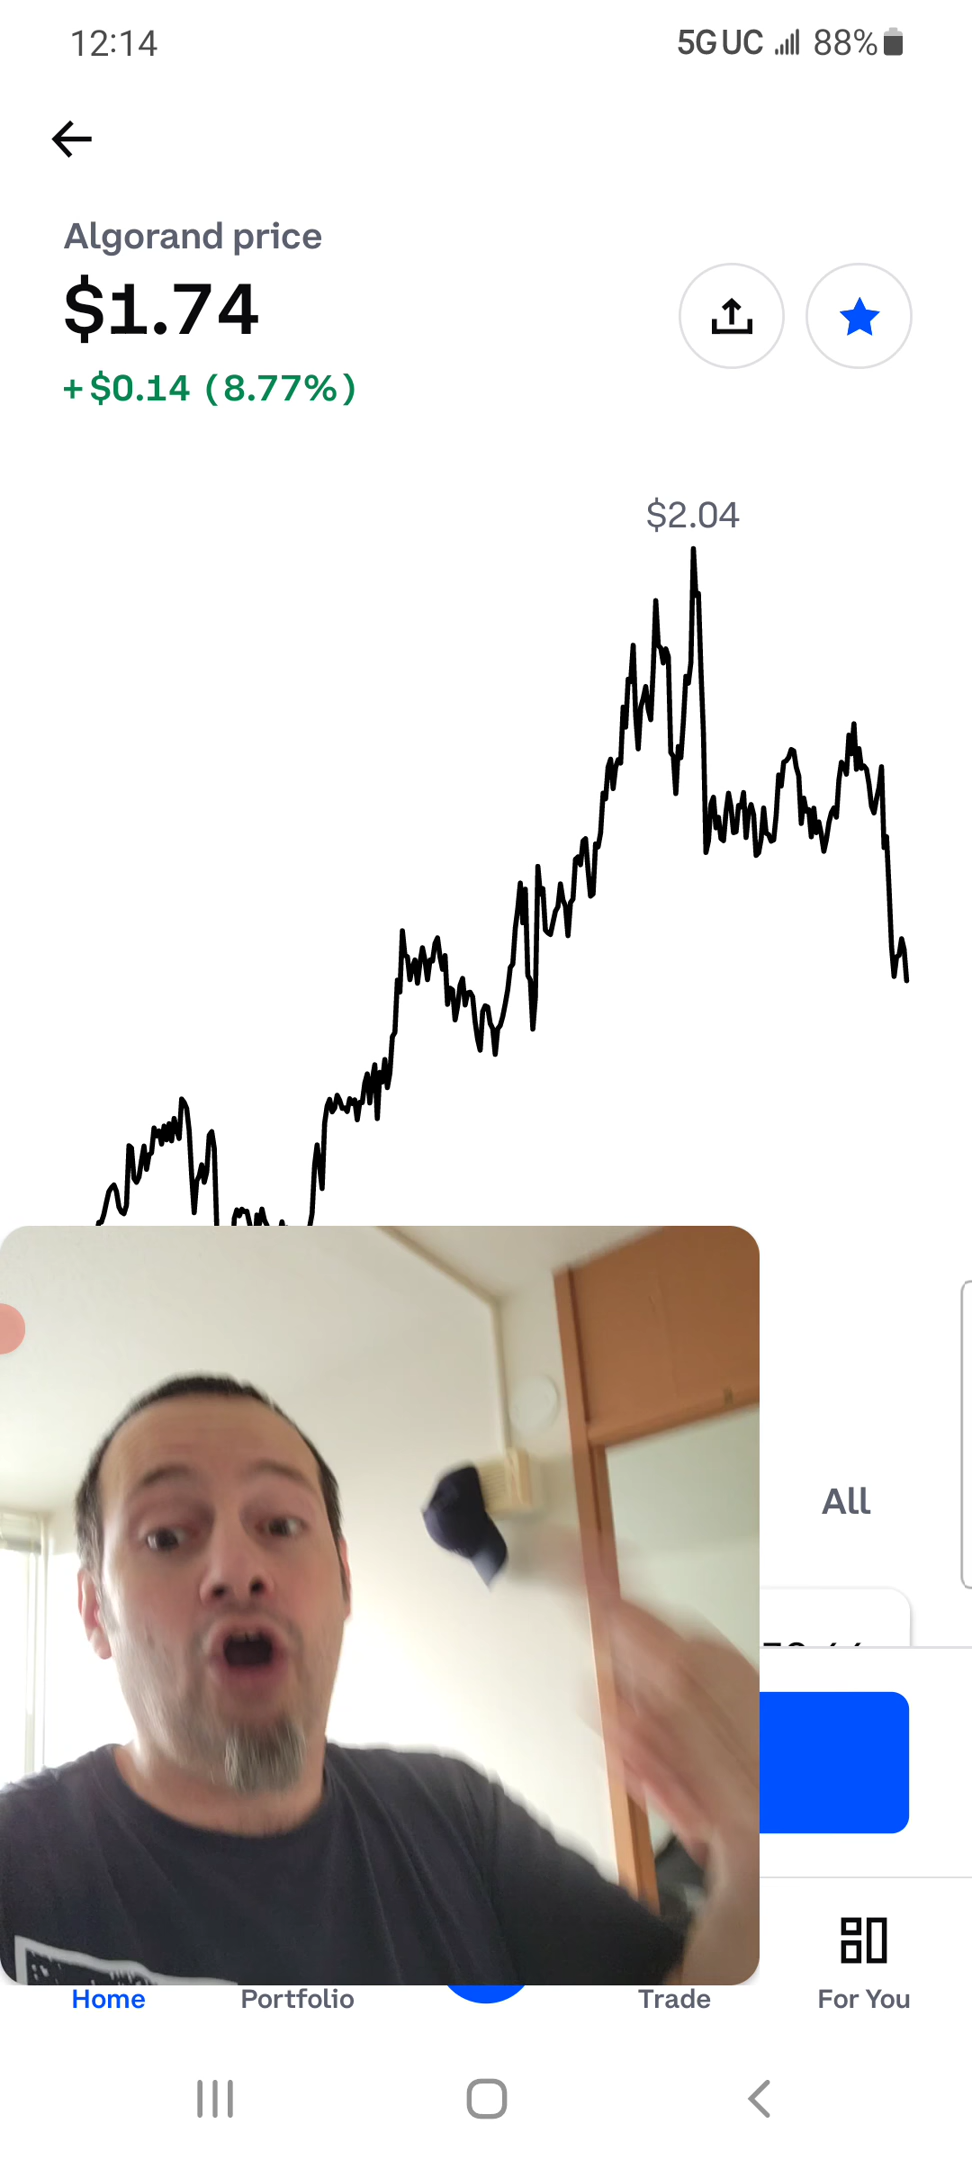 12:14
5G UC 88%
Algorand price
$1.74
+$0.14 (8.77%)
$2.04
All
Home
Portfolio
Trade
For You